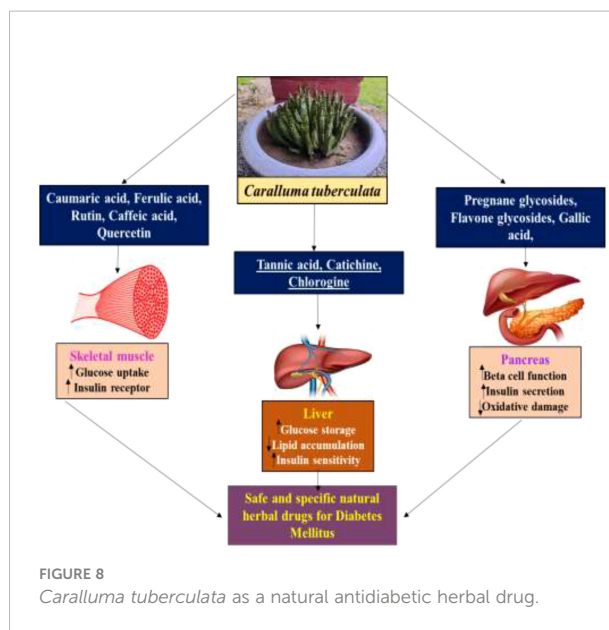 Caralluma tuberculata
Caumaric acid, Ferulic acid,
Rutin, Caffeic acid,
Quercetin
Tannic acid, Catichine,
Chlorogine
Pregnane glycosides,
Flavone glycosides, Gallic
acid,
Skeletal muscle
Glucose uptake
Insulin receptor
Liver
Glucose storage
Lipid accumulation
Insulin sensitivity
Pancreas
Beta cell function
Insulin secretion
Oxidative damage
Safe and specific natural
herbal drugs for Diabetes
Mellitus
FIGURE 8
Caralluma tuberculata as a natural antidiabetic herbal drug.